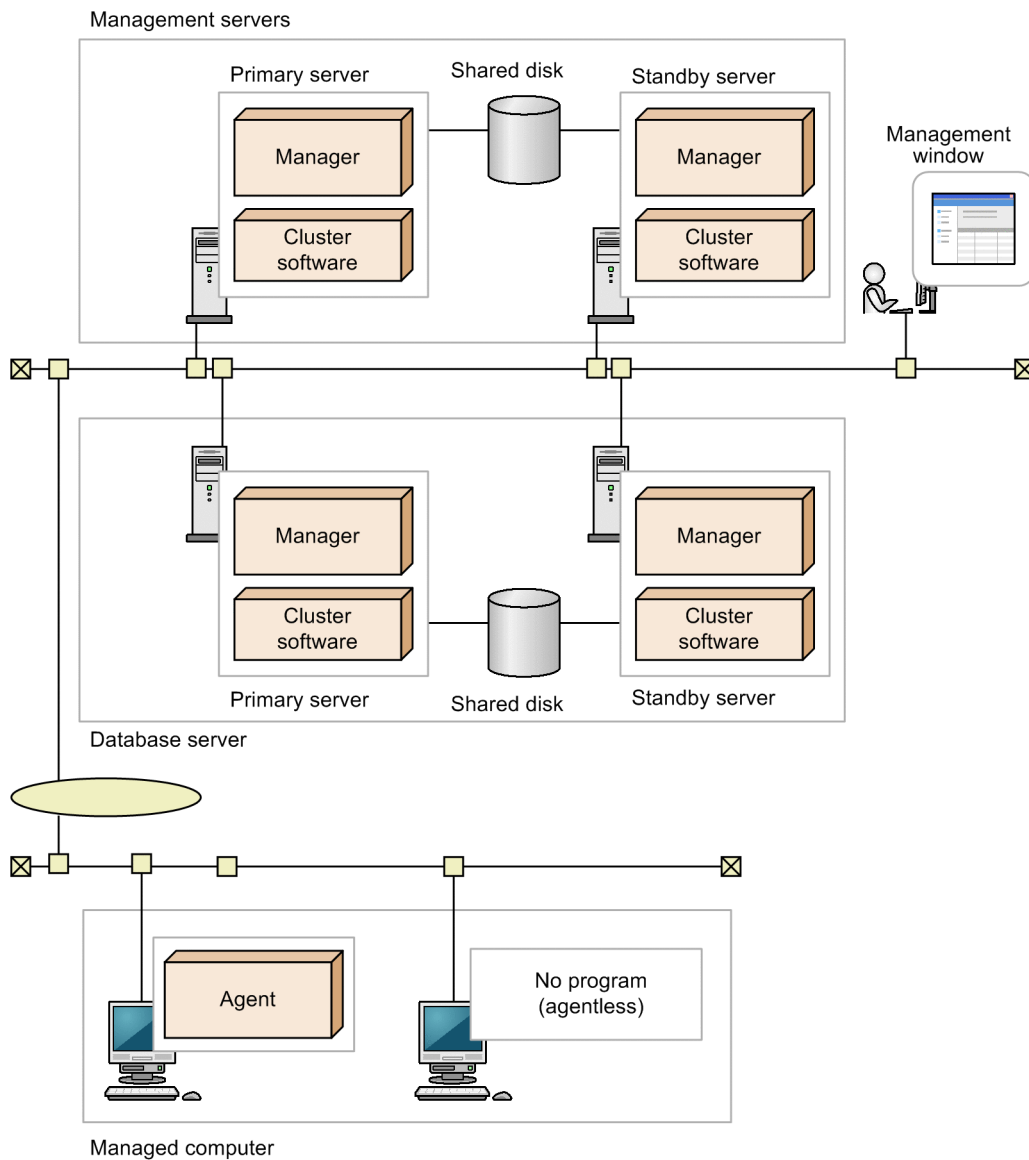 Management servers
Primary server
Shared disk
Standby server
Manager
Manager
Cluster
software
Cluster
software
Management
window
Manager
Manager
Cluster
software
Cluster
software
Primary server
Shared disk
Standby server
Database server
Agent
No program
(agentless)
Managed computer